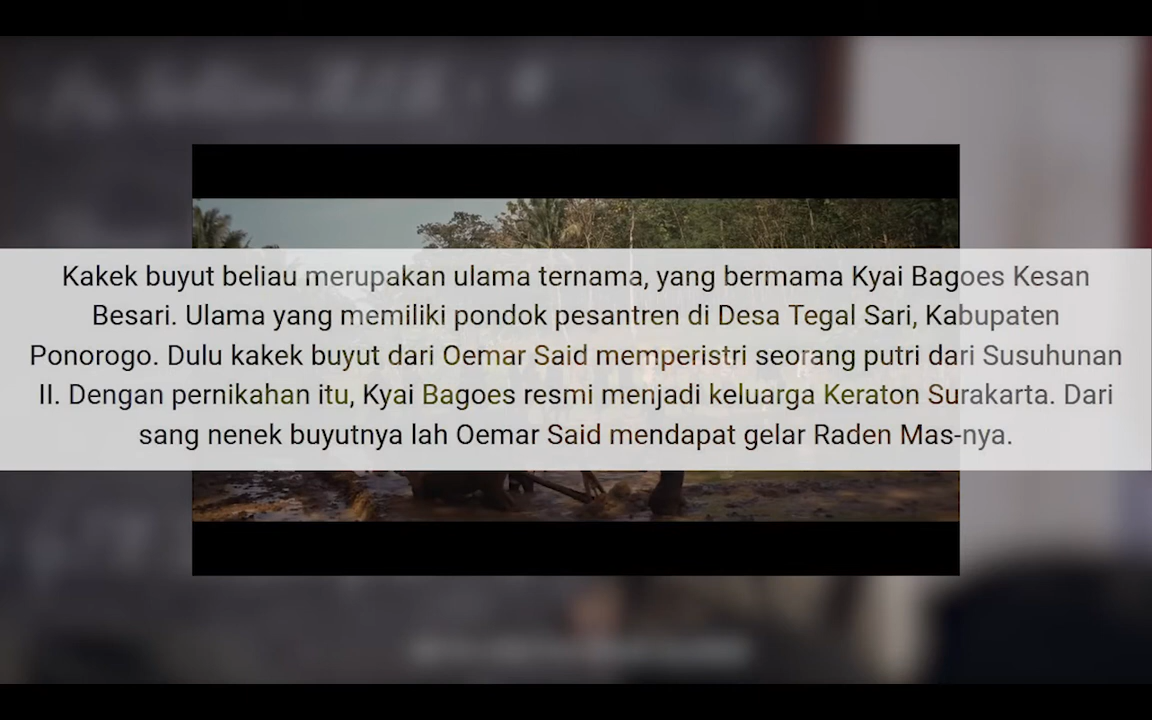 Kakek buyut beliau merupakan ulama ternama, yang bermama Kyai Bagoes Kesan
Besari. Ulama yang memiliki pondok pesantren di Desa Tegal Sari, Kabupaten
Ponorogo. Dulu kakek buyut dari Oemar Said memperistri seorang putri dari Susuhunan
II. Dengan pernikahan itu, Kyai Bagoes resmi menjadi keluarga Keraton Surakarta. Dari
sang nenek buyutnya lah Oemar Said mendapat gelar Raden Mas-nya.